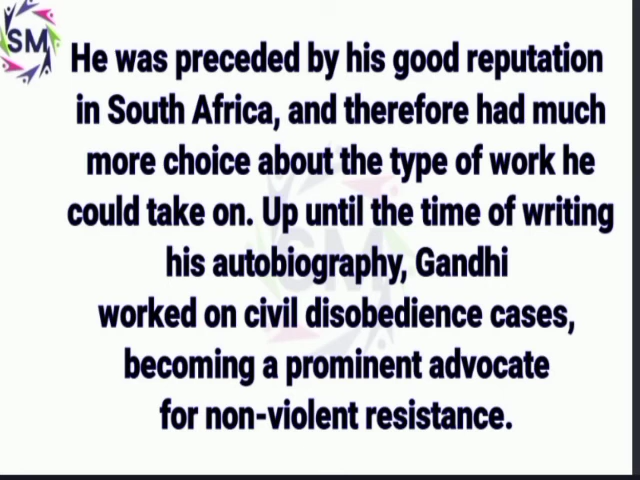 SM
He was preceded by his good reputation
in South Africa, and therefore had much
more choice about the type of work he
could take on. Up until the time of writing
his autobiography, Gandhi
worked on civil disobedience cases,
becoming a prominent advocate
for non-violent resistance.
SM